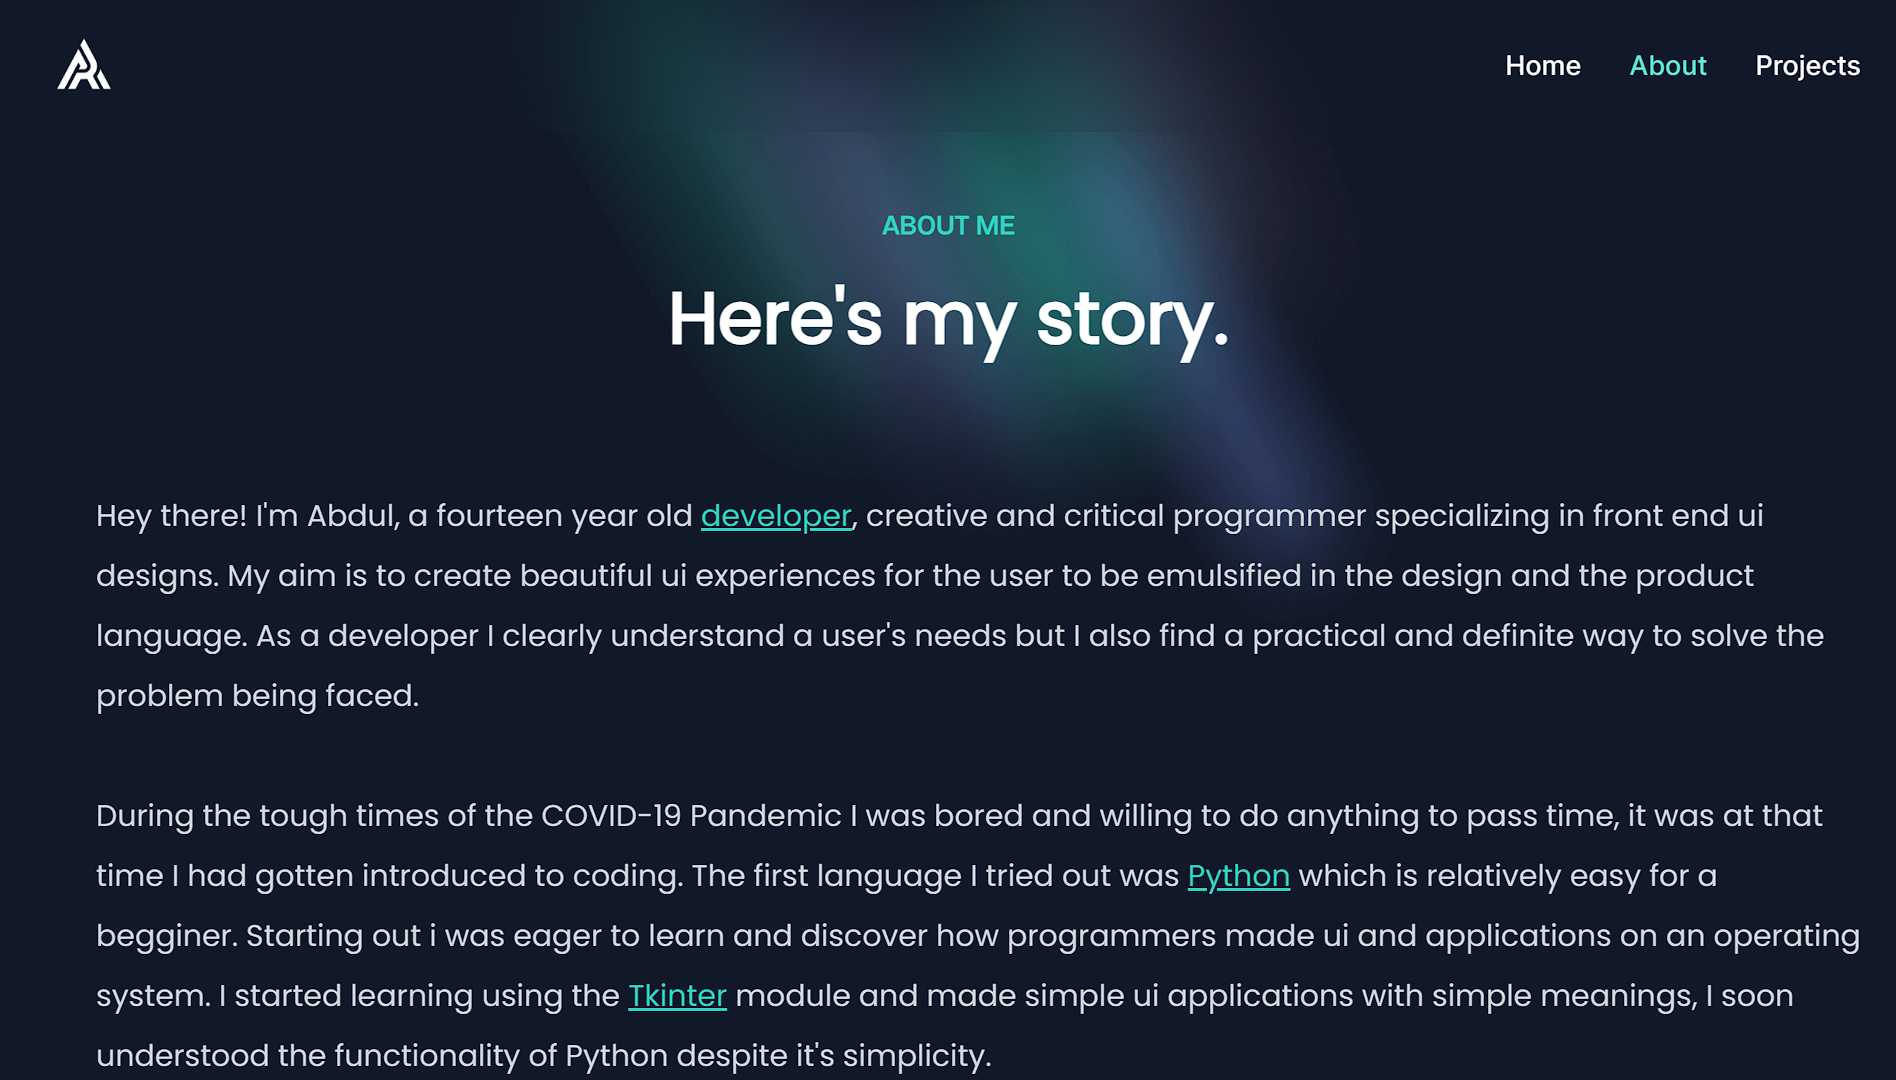 Home About Projects
ABOUT ME
Here's my story.
Hey there! I'm Abdul, a fourteen year old developer, creative and critical programmer specializing in front end ui
designs. My aim is to create beautiful ui experiences for the user to be emulsified in the design and the product
language. As a developer I clearly understand a user's needs but I also find a practical and definite way to solve the
problem being faced.
During the tough times of the COVID-19 Pandemic I was bored and willing to do anything to pass time, it was at that
time I had gotten introduced to coding. The first language I tried out was Python which is relatively easy for a
begginer. Starting out i was eager to learn and discover how programmers made ui and applications on an operating
system. I started learning using the Tkinter module and made simple ui applications with simple meanings, I soon
understood the functionality of Python despite it's simplicity.